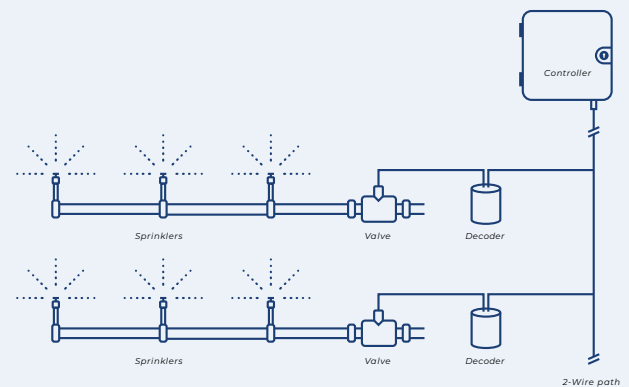 Controller
Sprinklers
Valve
Decoder
Sprinklers
Valve
Decoder
2-Wire path